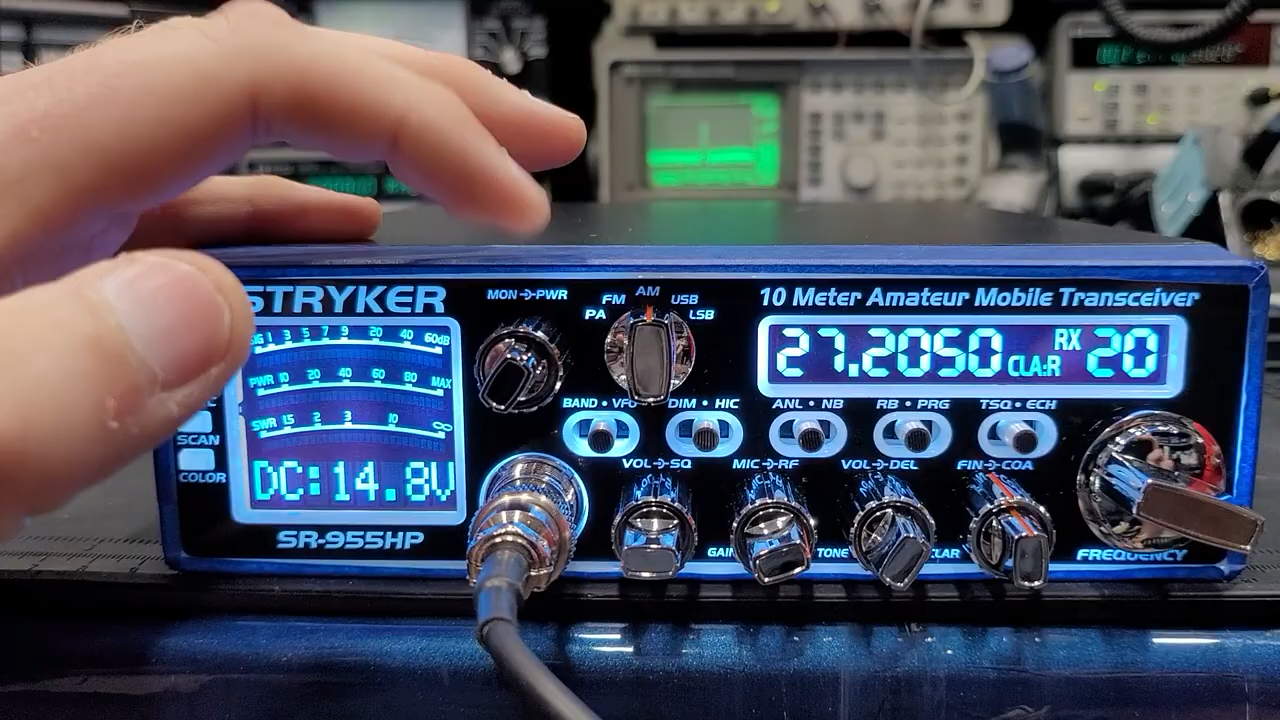 STRYKER
SIG 1 3 5 7 9 20 40 60dB
PWR 10 20 40 60 80 MAX
SWR 1.5 2 3 10 ∞
DC:14.8V
SR-955HP
SCAN
COLOR
MON PWR
PA FM AM USB LSB
10 Meter Amateur Mobile Transceiver
27.2050 CLA:R RX 20
BAND • VFO DIM • HIC ANL • NB RB • PRG TSQ • ECH
VOL SQ MIC RF VOL DEL FIN COA
GAIN TONE CLAR FREQUENCY